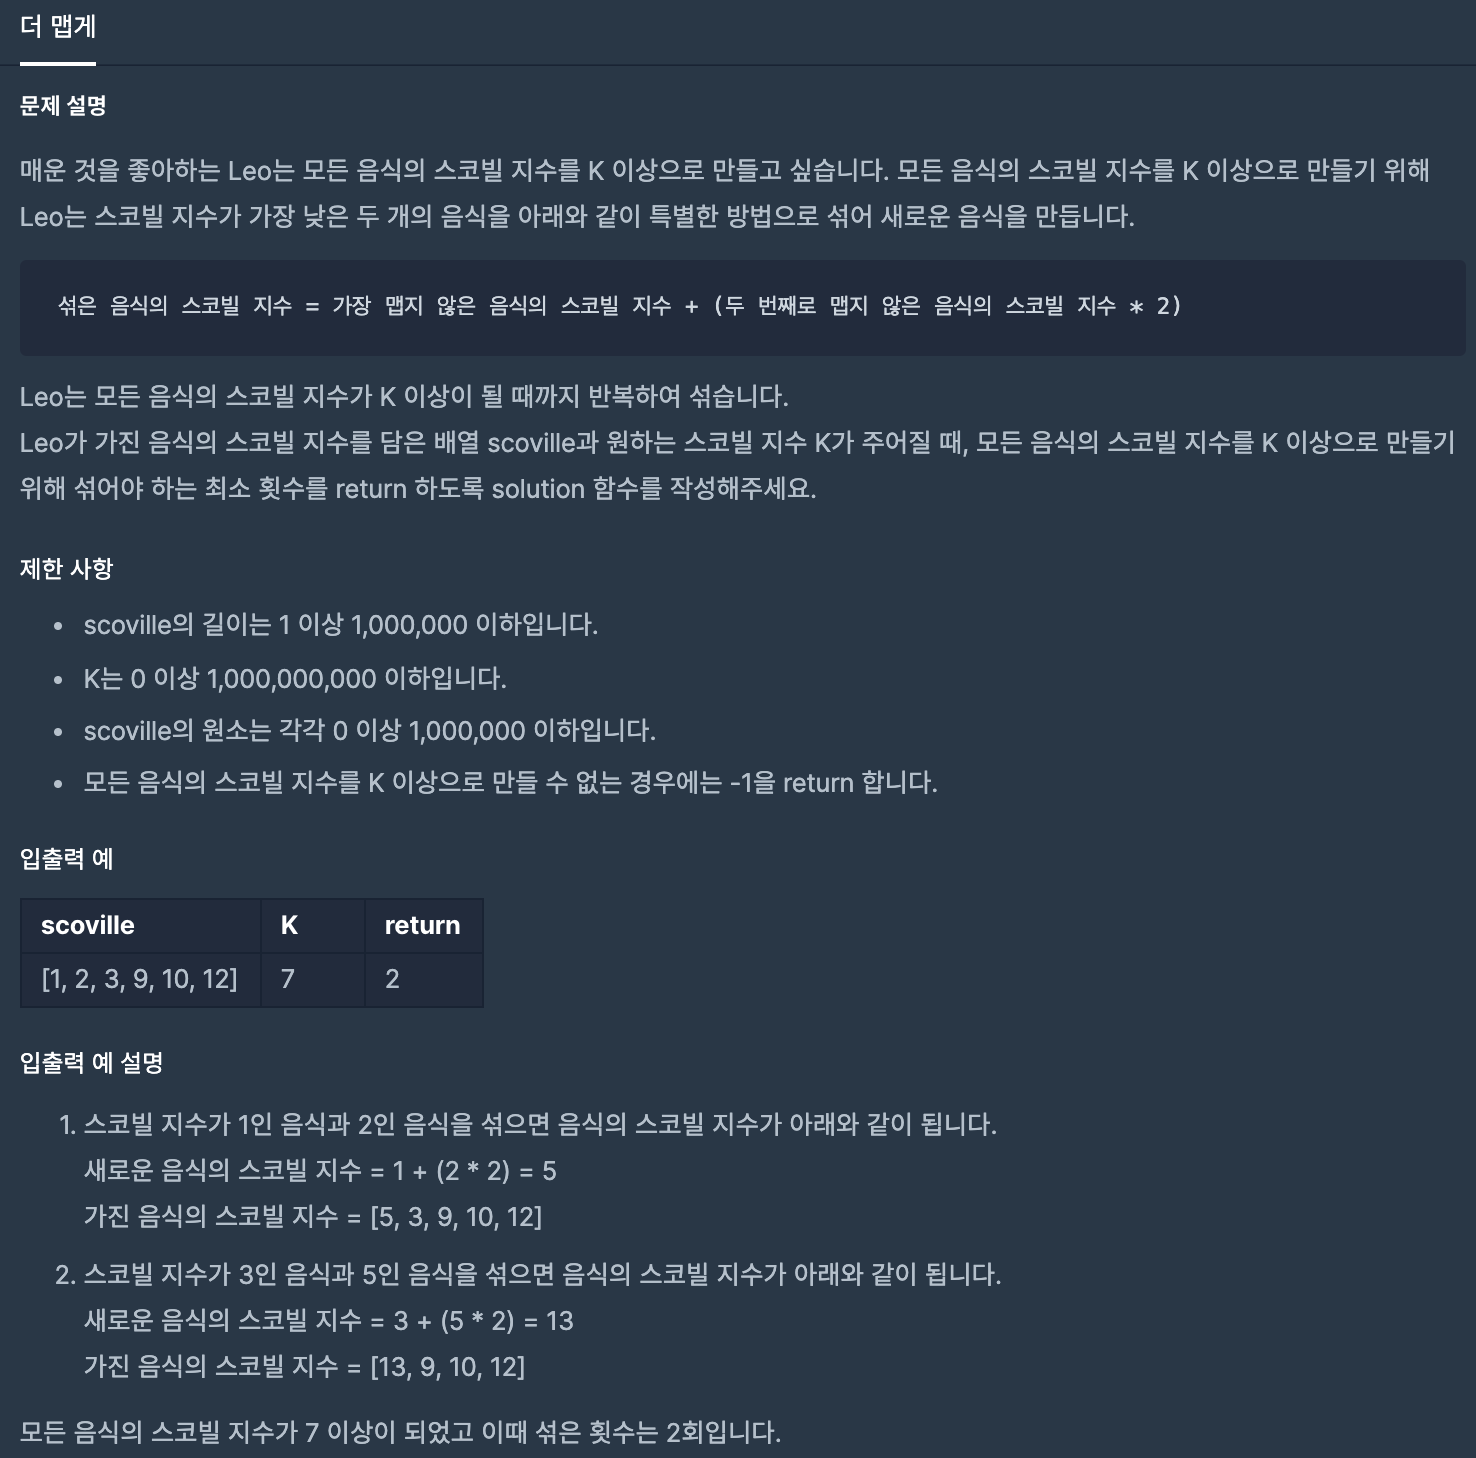 더 맵게
문제 설명
매운 것을 좋아하는 Leo는 모든 음식의 스코빌 지수를 K 이상으로 만들고 싶습니다. 모든 음식의 스코빌 지수를 K 이상으로 만들기 위해
Leo는 스코빌 지수가 가장 낮은 두 개의 음식을 아래와 같이 특별한 방법으로 섞어 새로운 음식을 만듭니다.
섞은 음식의 스코빌 지수 = 가장 맵지 않은 음식의 스코빌 지수 + (두 번째로 맵지 않은 음식의 스코빌 지수 * 2)
Leo는 모든 음식의 스코빌 지수가 K 이상이 될 때까지 반복하여 섞습니다.
Leo가 가진 음식의 스코빌 지수를 담은 배열 scoville과 원하는 스코빌 지수 K가 주어질 때, 모든 음식의 스코빌 지수를 K 이상으로 만들기
위해 섞어야 하는 최소 횟수를 return 하도록 solution 함수를 작성해주세요.
제한 사항
• scoville의 길이는 1 이상 1,000,000 이하입니다.
• K는 0 이상 1,000,000,000 이하입니다.
• scoville의 원소는 각각 0 이상 1,000,000 이하입니다.
• 모든 음식의 스코빌 지수를 K 이상으로 만들 수 없는 경우에는 -1을 return 합니다.
입출력 예
scoville K return
[1, 2, 3, 9, 10, 12] 7 2
입출력 예 설명
1. 스코빌 지수가 1인 음식과 2인 음식을 섞으면 음식의 스코빌 지수가 아래와 같이 됩니다.
새로운 음식의 스코빌 지수 = 1 + (2 * 2) = 5
가진 음식의 스코빌 지수 = [5, 3, 9, 10, 12]
2. 스코빌 지수가 3인 음식과 5인 음식을 섞으면 음식의 스코빌 지수가 아래와 같이 됩니다.
새로운 음식의 스코빌 지수 = 3 + (5 * 2) = 13
가진 음식의 스코빌 지수 = [13, 9, 10, 12]
모든 음식의 스코빌 지수가 7 이상이 되었고 이때 섞은 횟수는 2회입니다.